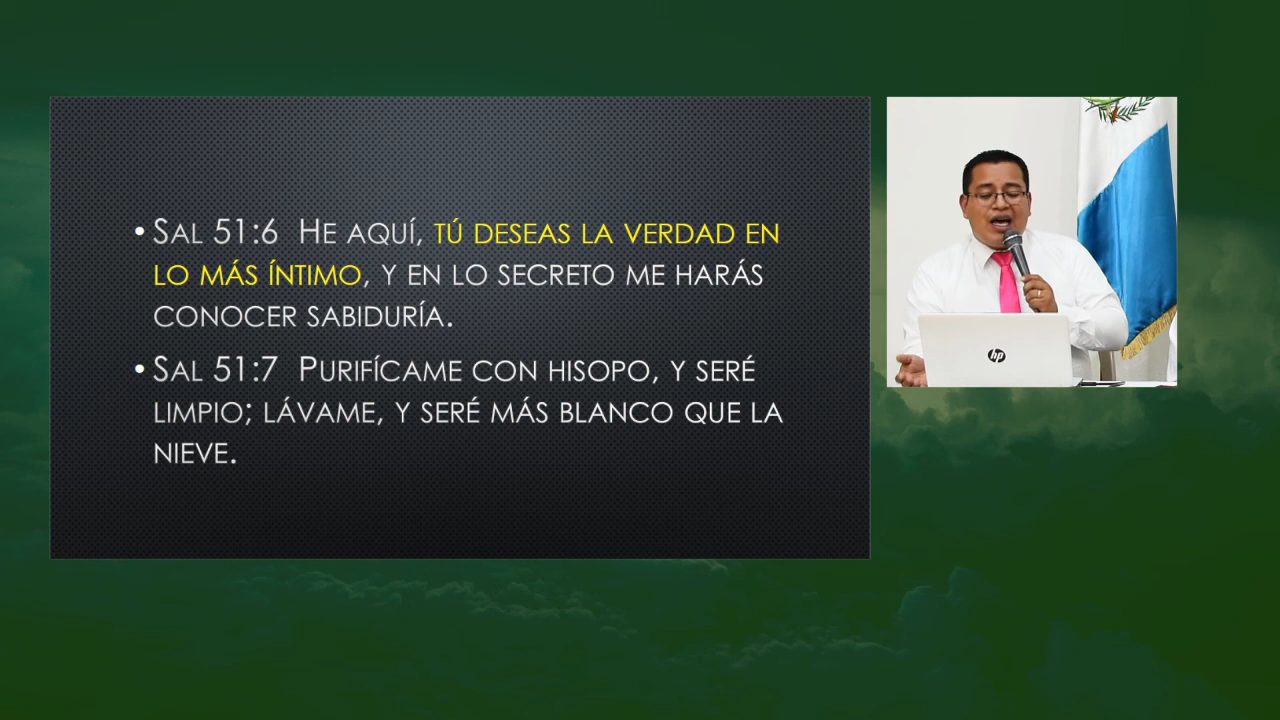 • Sal 51:6 He aquí, tú deseas la verdad en
lo más íntimo, y en lo secreto me harás
conocer sabiduría.
• Sal 51:7 Purifícame con hisopo, y seré
limpio; lávame, y seré más blanco que la
nieve.
hp